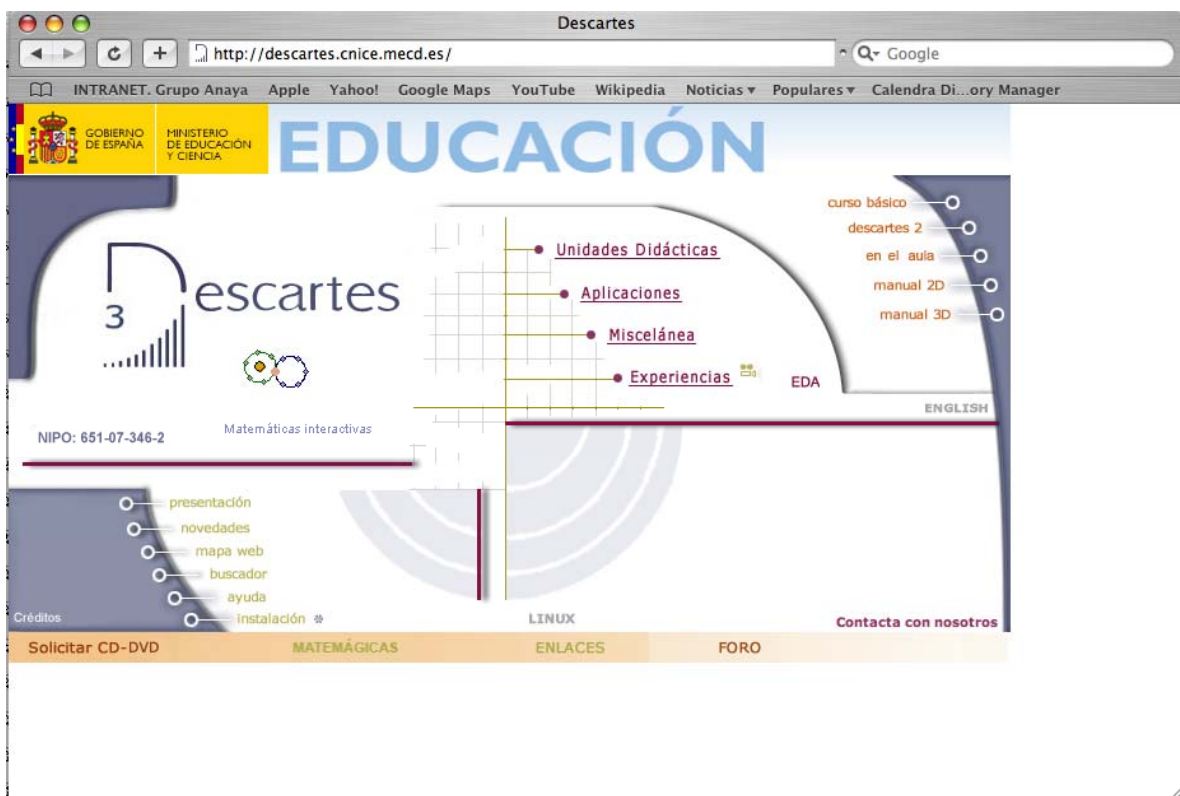 Descartes
http://descartes.cnice.mecd.es/
Google
INTRANET. Grupo Anaya Apple Yahoo! Google Maps YouTube Wikipedia Noticias Populares Calendra Di...ory Manager
GOBIERNO
DE ESPAÑA
MINISTERIO
DE EDUCACIÓN
Y CIENCIA
EDUCACIÓN
Descartes
3
Matemáticas interactivas
NIPO: 651-07-346-2
Unidades Didácticas
Aplicaciones
Miscelánea
Experiencias
EDA
curso básico
descartes 2
en el aula
manual 2D
manual 3D
ENGLISH
presentación
novedades
mapa web
buscador
ayuda
instalación *
Créditos
LINUX
Contacta con nosotros
Solicitar CD-DVD MATEMÁGICAS ENLACES FORO